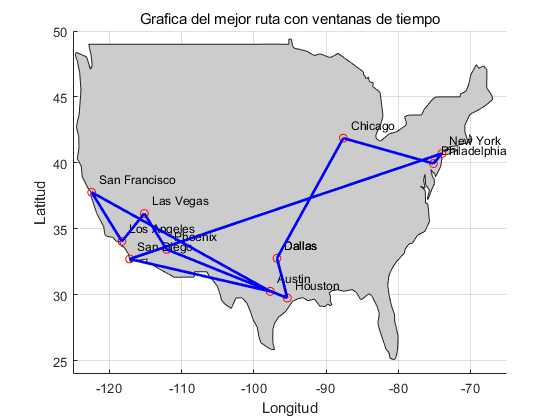 Grafica del mejor ruta con ventanas de tiempo
50
45
40
35
30
25
Latitud
Chicago
New York
Philadelphia
San Francisco
Las Vegas
Los Angeles
Phoenix
San Diego
Dallas
Austin
Houston
-120
-110
-100
-90
-80
-70
Longitud